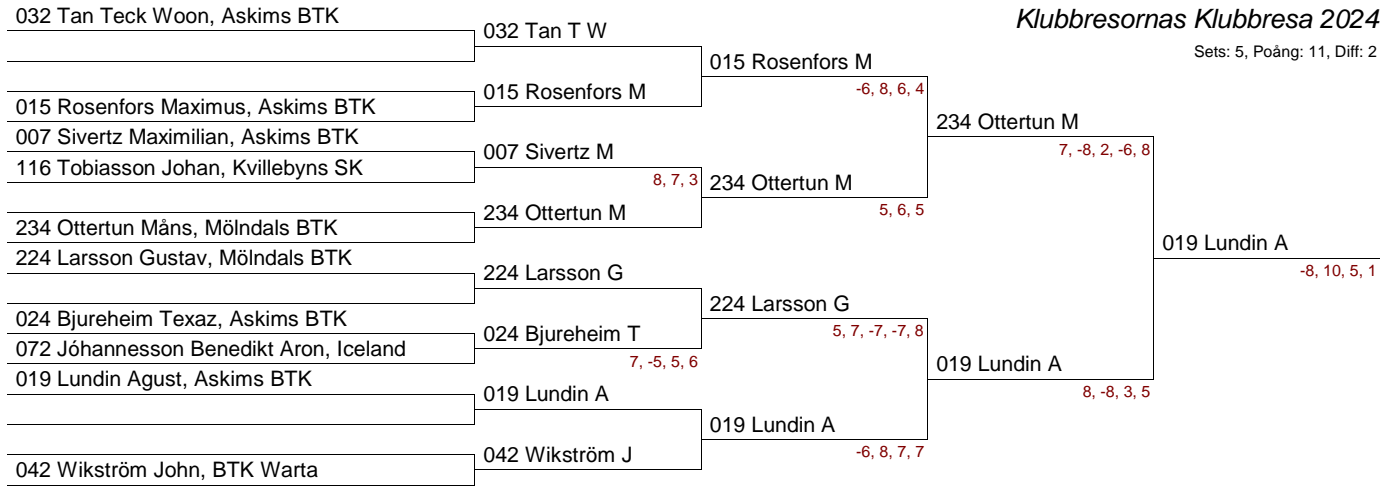 Klubbresornas Klubbresa 2024
Sets: 5, Poång: 11, Diff: 2
032 Tan Teck Woon, Askims BTK
015 Rosenfors Maximus, Askims BTK
007 Sivertz Maximilian, Askims BTK
116 Tobiasson Johan, Kvillebyns SK
234 Ottertun Måns, Mölndals BTK
224 Larsson Gustav, Mölndals BTK
024 Bjureheim Texaz, Askims BTK
072 Jóhannesson Benedikt Aron, Iceland
019 Lundin Agust, Askims BTK
042 Wikström John, BTK Warta
032 Tan T W
015 Rosenfors M
007 Sivertz M
8, 7, 3
234 Ottertun M
224 Larsson G
024 Bjureheim T
7, -5, 5, 6
019 Lundin A
042 Wikström J
015 Rosenfors M
-6, 8, 6, 4
234 Ottertun M
5, 6, 5
224 Larsson G
5, 7, -7, -7, 8
019 Lundin A
-6, 8, 7, 7
234 Ottertun M
7, -8, 2, -6, 8
019 Lundin A
8, -8, 3, 5
019 Lundin A
-8, 10, 5, 1